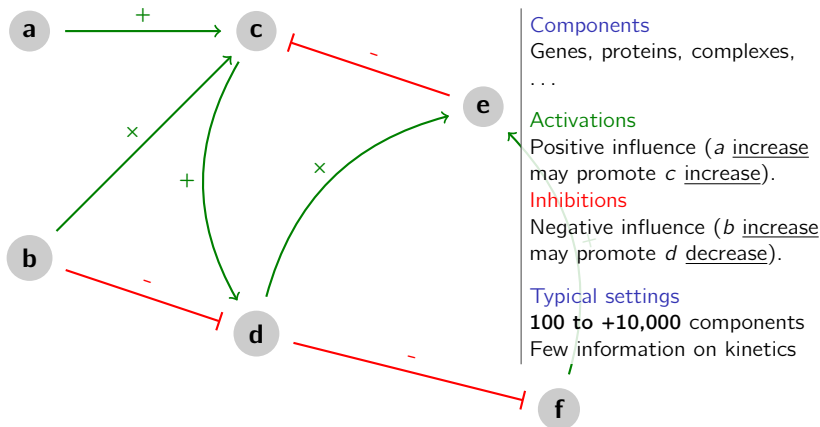 a
+
c
-
e
×
+
×
b
-
d
-
f
+
Components
Genes, proteins, complexes,
. . .
Activations
Positive influence (a increase
may promote c increase).
Inhibitions
Negative influence (b increase
may promote d decrease).
Typical settings
100 to +10,000 components
Few information on kinetics